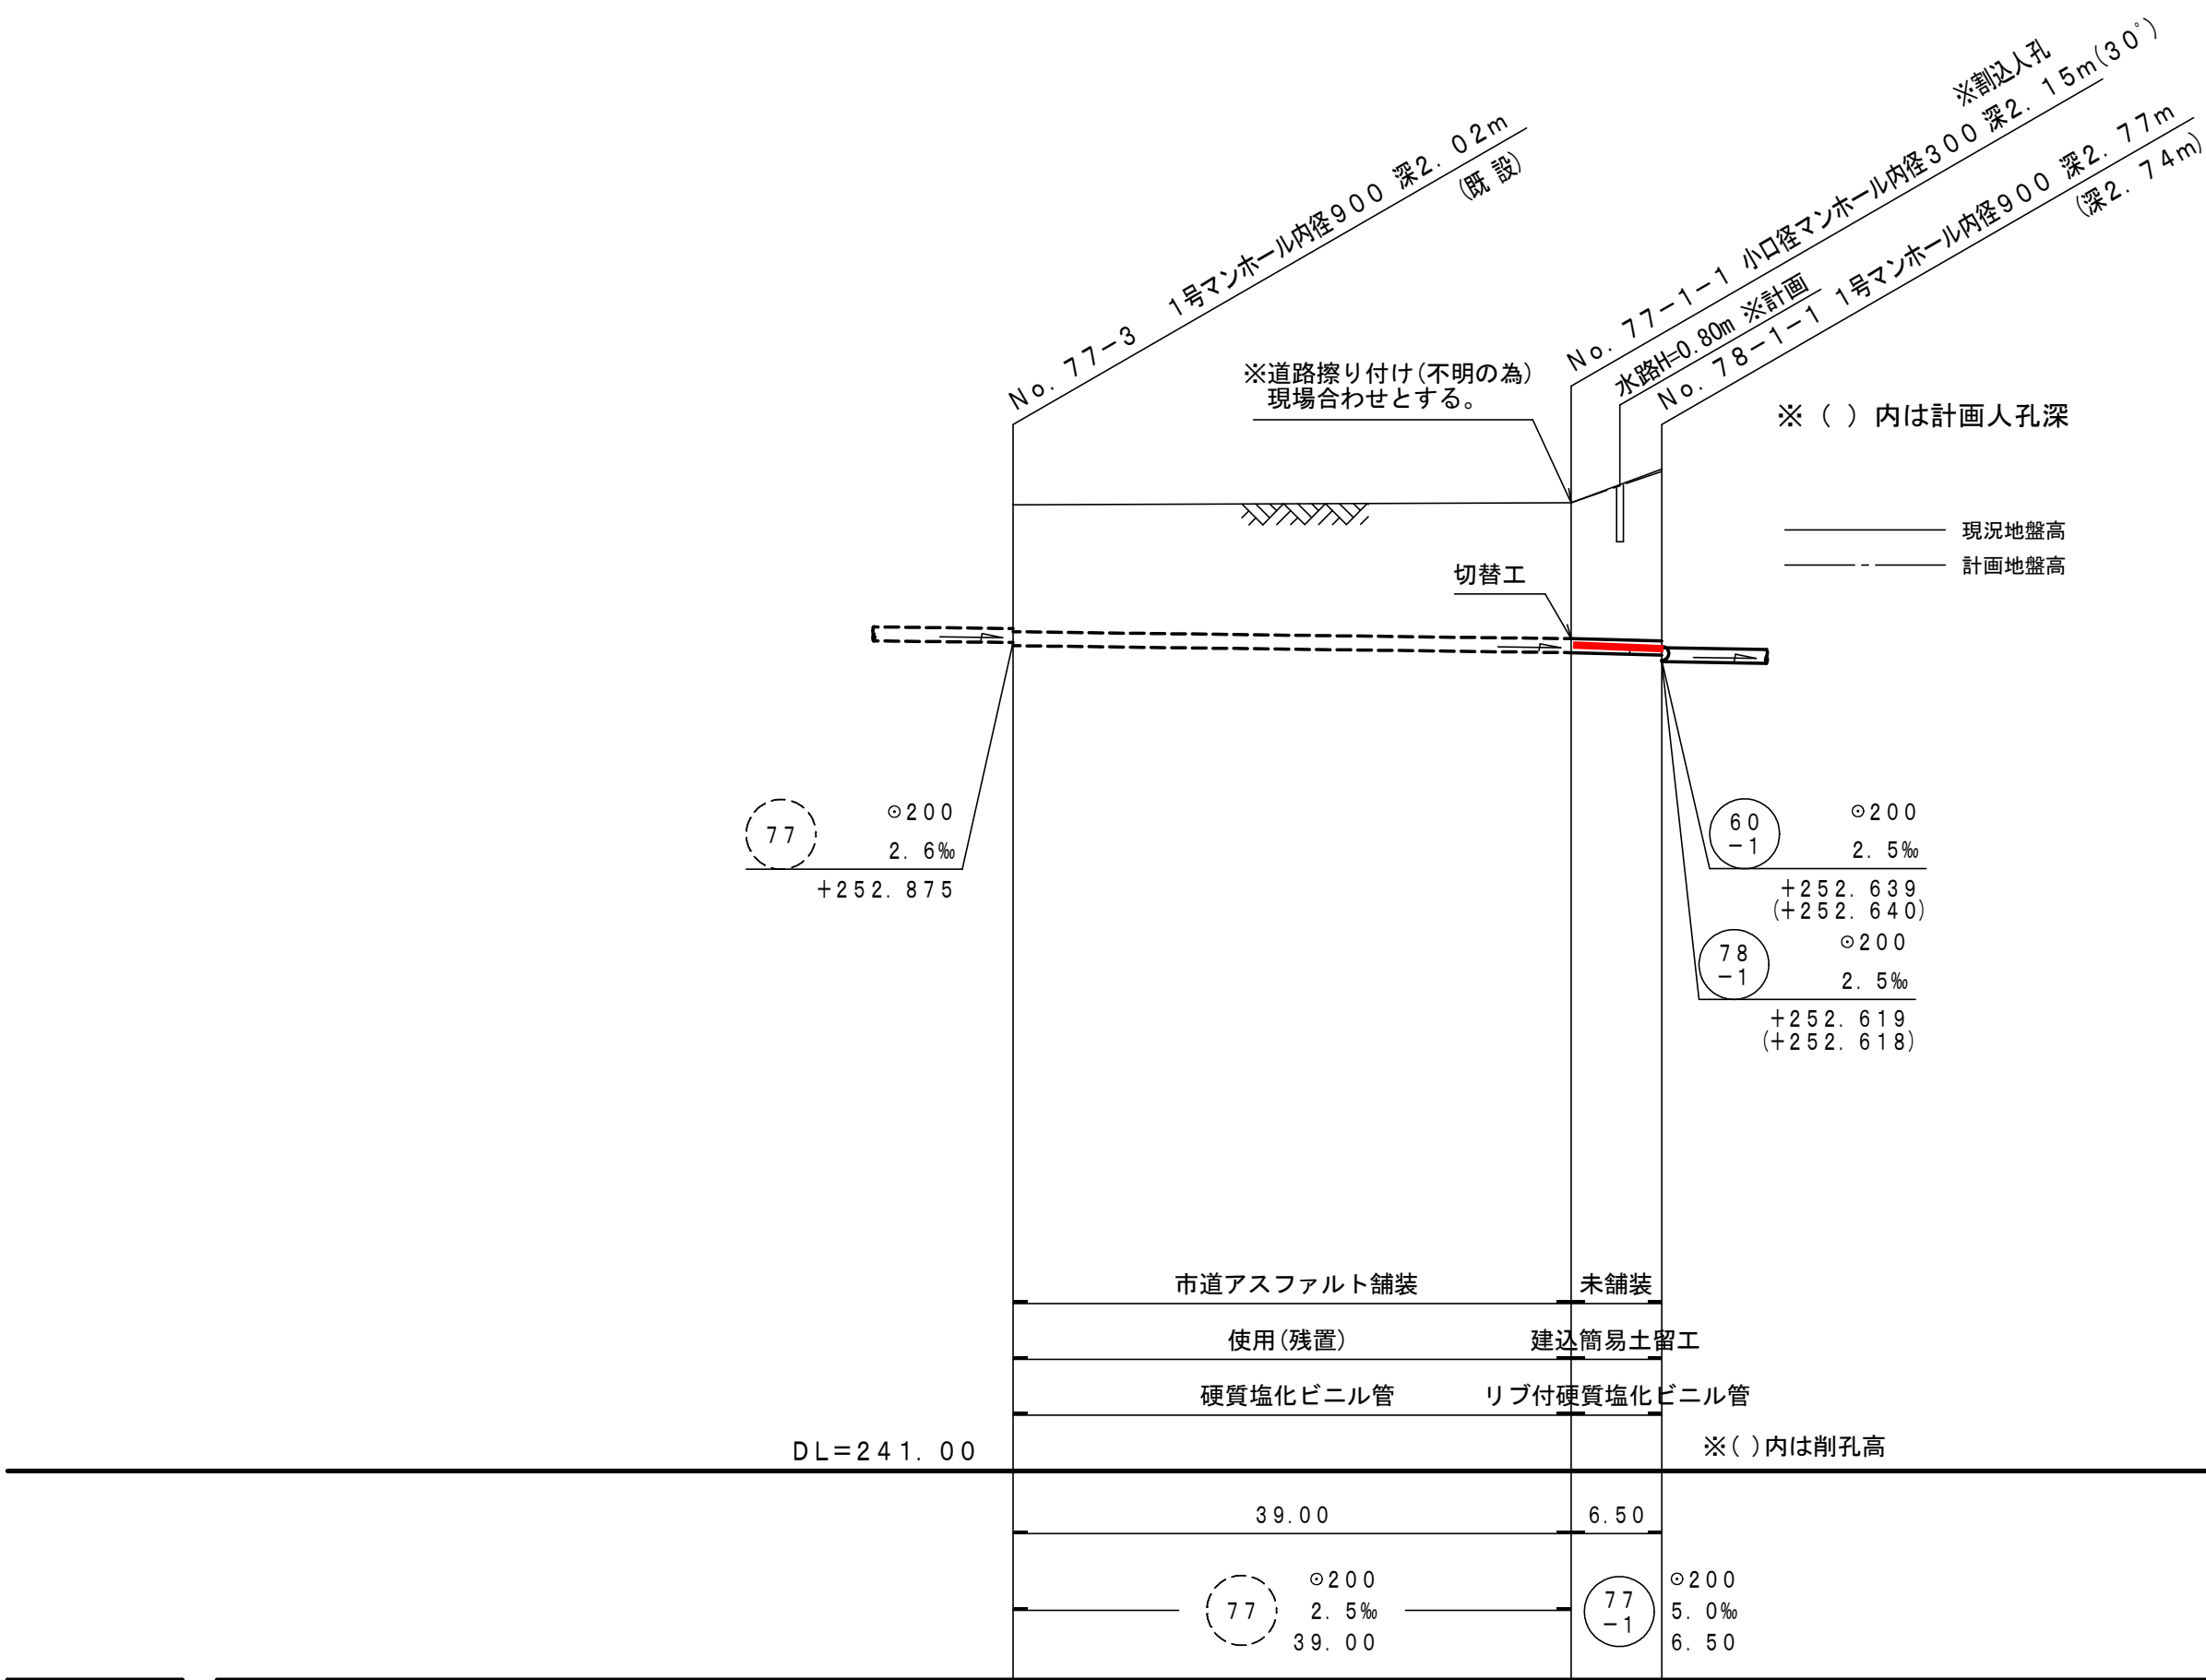 ※割込人孔
No. 77-1-1 小口径マンホール内径300 深2. 15m(30°)
No. 77-3 1号マンホール内径900 深2. 02m
(既 設)
水路H=0.80m ※計画
No. 78-1-1 1号マンホール内径900 深2. 77m
(深2. 74m)
※道路擦り付け(不明の為)
現場合わせとする。
※ ( ) 内は計画人孔深
現況地盤高
計画地盤高
切替工
77
⊙200
2. 6‰
+252. 875
60
-1
⊙200
2. 5‰
+252. 639
(+252. 640)
78
-1
⊙200
2. 5‰
+252. 619
(+252. 618)
市道アスファルト舗装 未舗装
使用(残置) 建込簡易土留工
硬質塩化ビニル管 リブ付硬質塩化ビニル管
DL=241. 00
※( )内は削孔高
39.00 6.50
77
⊙200
2. 5‰
39. 00
77
-1
⊙200
5. 0‰
6. 50